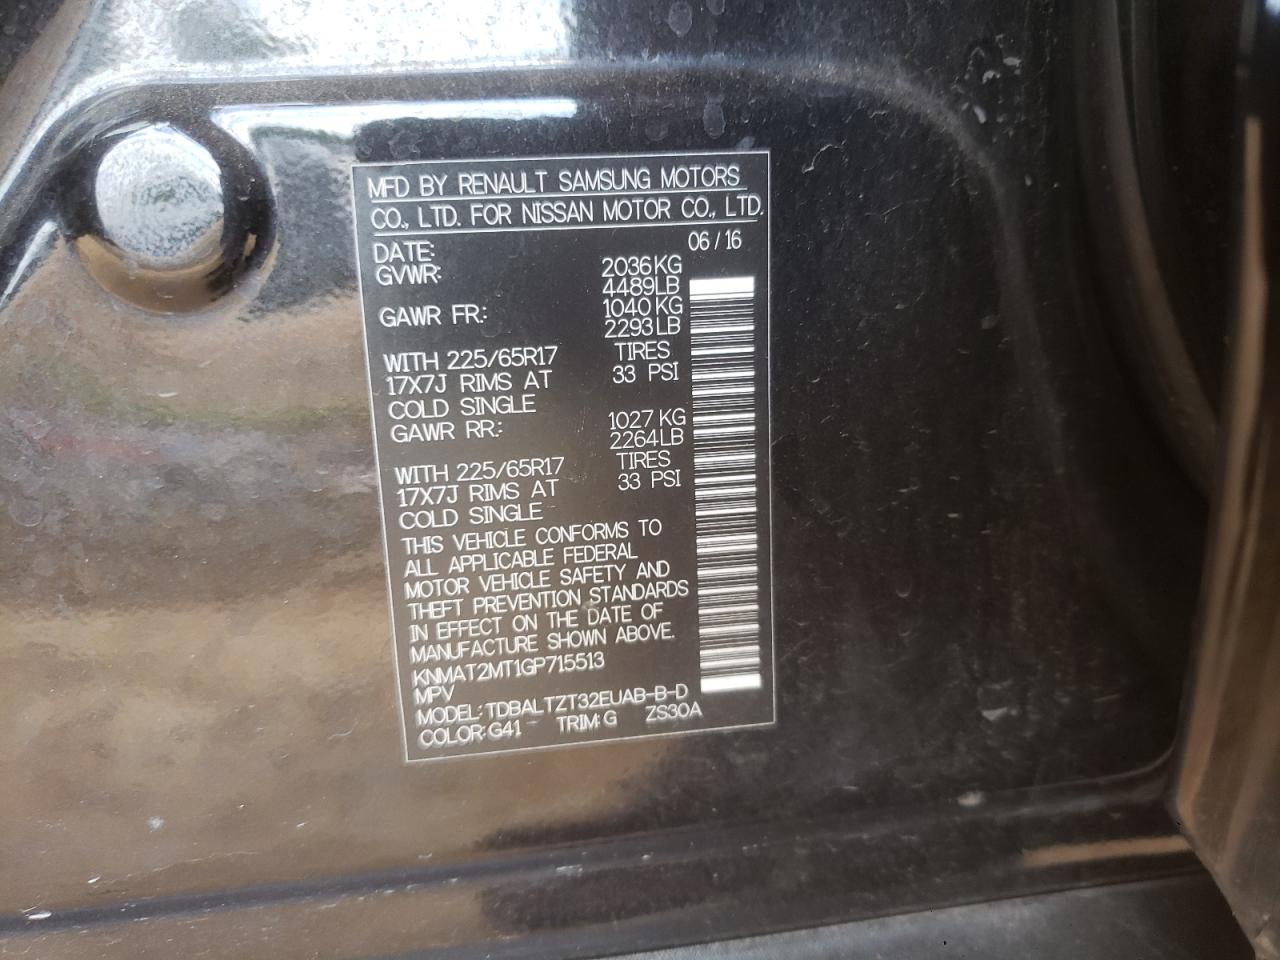 MFD BY RENAULT SAMSUNG MOTORS
CO., LTD. FOR NISSAN MOTOR CO., LTD.
DATE: 06 / 16
GVWR: 2036 KG
4489 LB
GAWR FR: 1040 KG
2293 LB
WITH 225/65R17 TIRES
17X7J RIMS AT 33 PSI
COLD SINGLE
GAWR RR: 1027 KG
2264 LB
WITH 225/65R17 TIRES
17X7J RIMS AT 33 PSI
COLD SINGLE
THIS VEHICLE CONFORMS TO
ALL APPLICABLE FEDERAL
MOTOR VEHICLE SAFETY AND
THEFT PREVENTION STANDARDS
IN EFFECT ON THE DATE OF
MANUFACTURE SHOWN ABOVE.
KNMAT2MT1GP715513
MPV
MODEL: TDBALTZT32EUAB-B-D
COLOR: G41 TRIM: G ZS30A